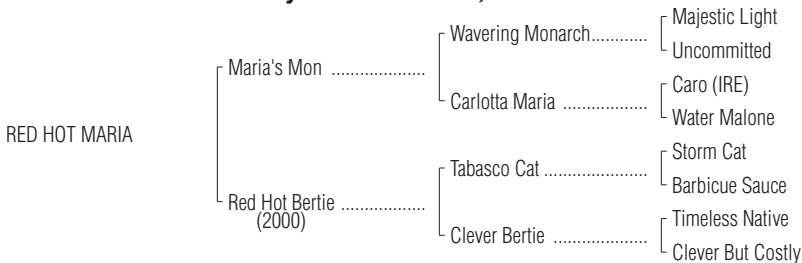 Majestic Light
Wavering Monarch............
Uncommitted
Maria's Mon .....................
Caro (IRE)
Carlotta Maria ..................
Water Malone
RED HOT MARIA
Storm Cat
Tabasco Cat ......................
Barbicue Sauce
Red Hot Bertie ...................
(2000)
Timeless Native
Clever Bertie .....................
Clever But Costly